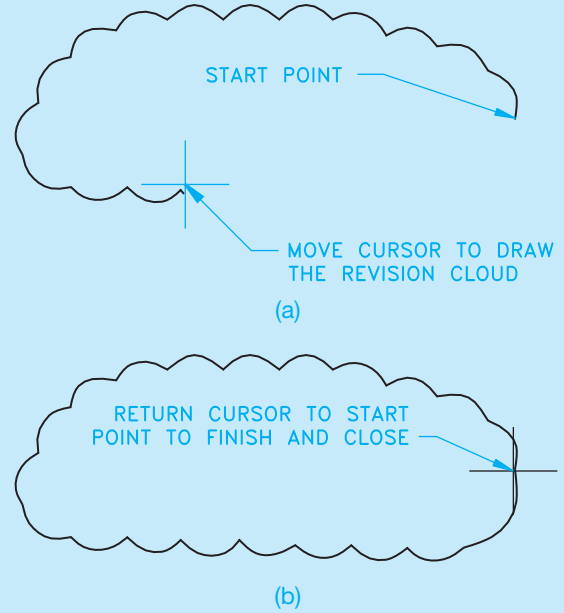 START POINT
MOVE CURSOR TO DRAW
THE REVISION CLOUD
(a)
RETURN CURSOR TO START
POINT TO FINISH AND CLOSE
(b)